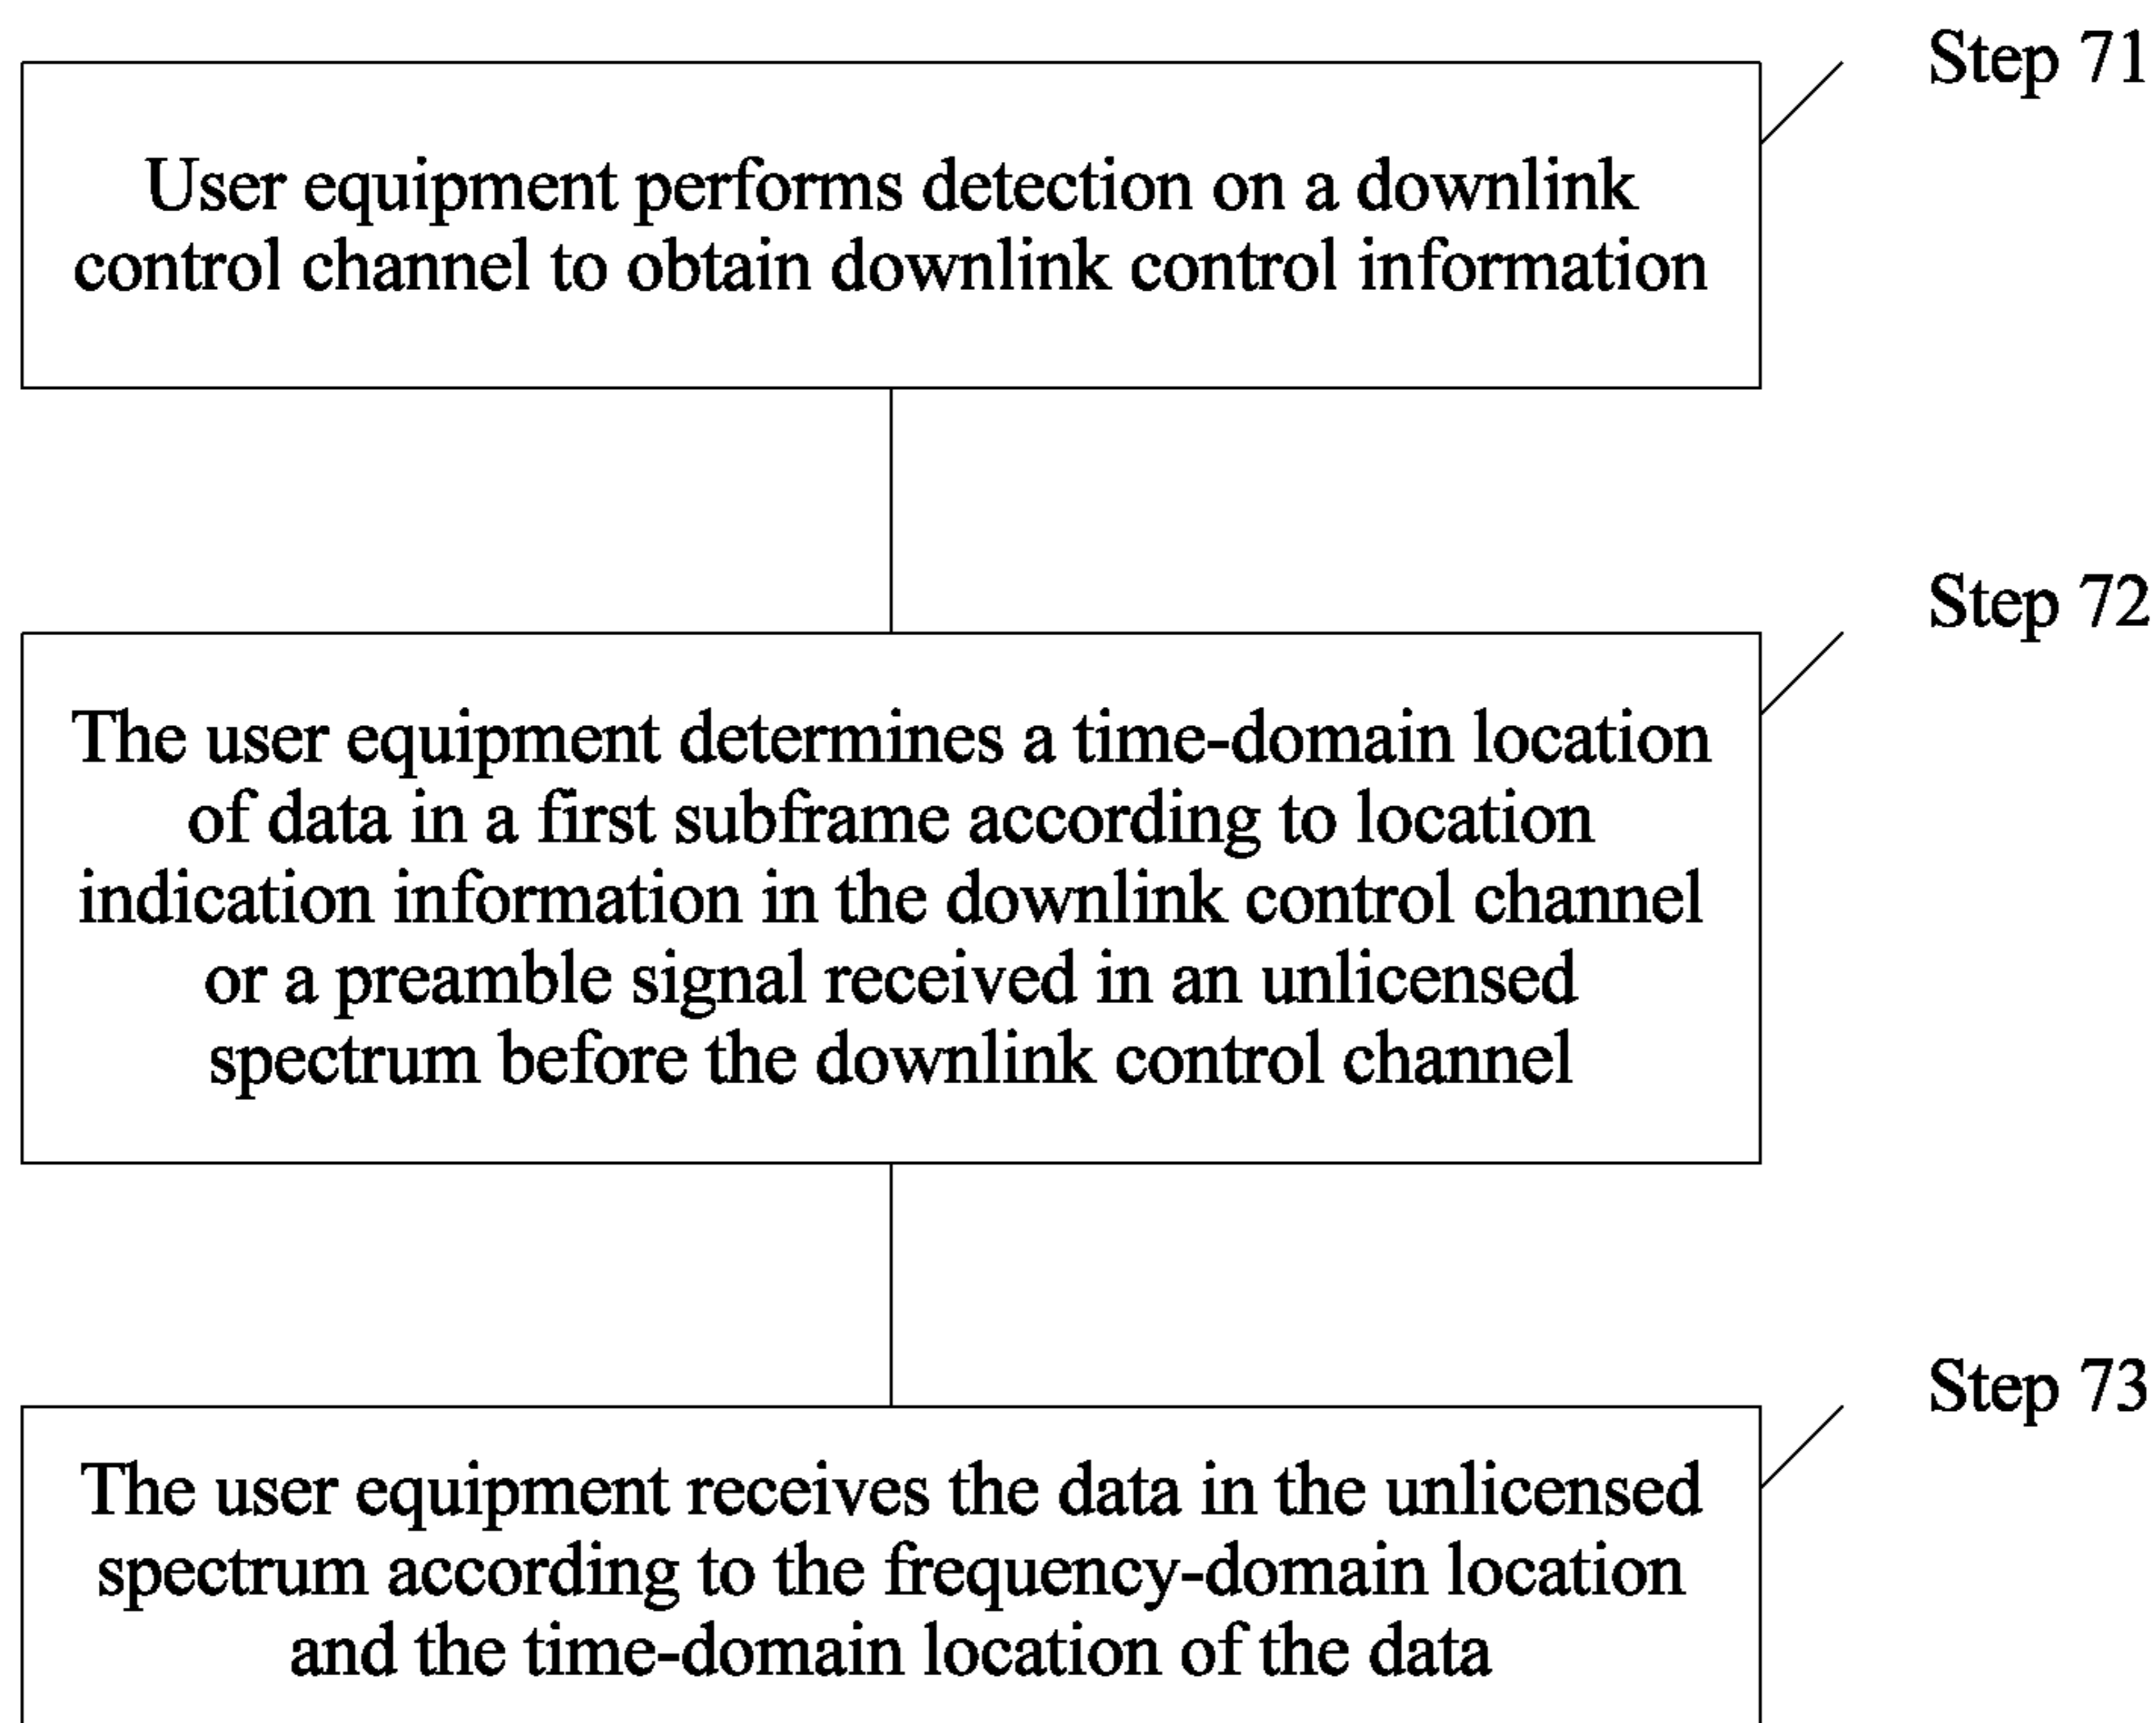 Step 71
User equipment performs detection on a downlink
control channel to obtain downlink control information
Step 72
The user equipment determines a time-domain location
of data in a first subframe according to location
indication information in the downlink control channel
or a preamble signal received in an unlicensed
spectrum before the downlink control channel
Step 73
The user equipment receives the data in the unlicensed
spectrum according to the frequency-domain location
and the time-domain location of the data